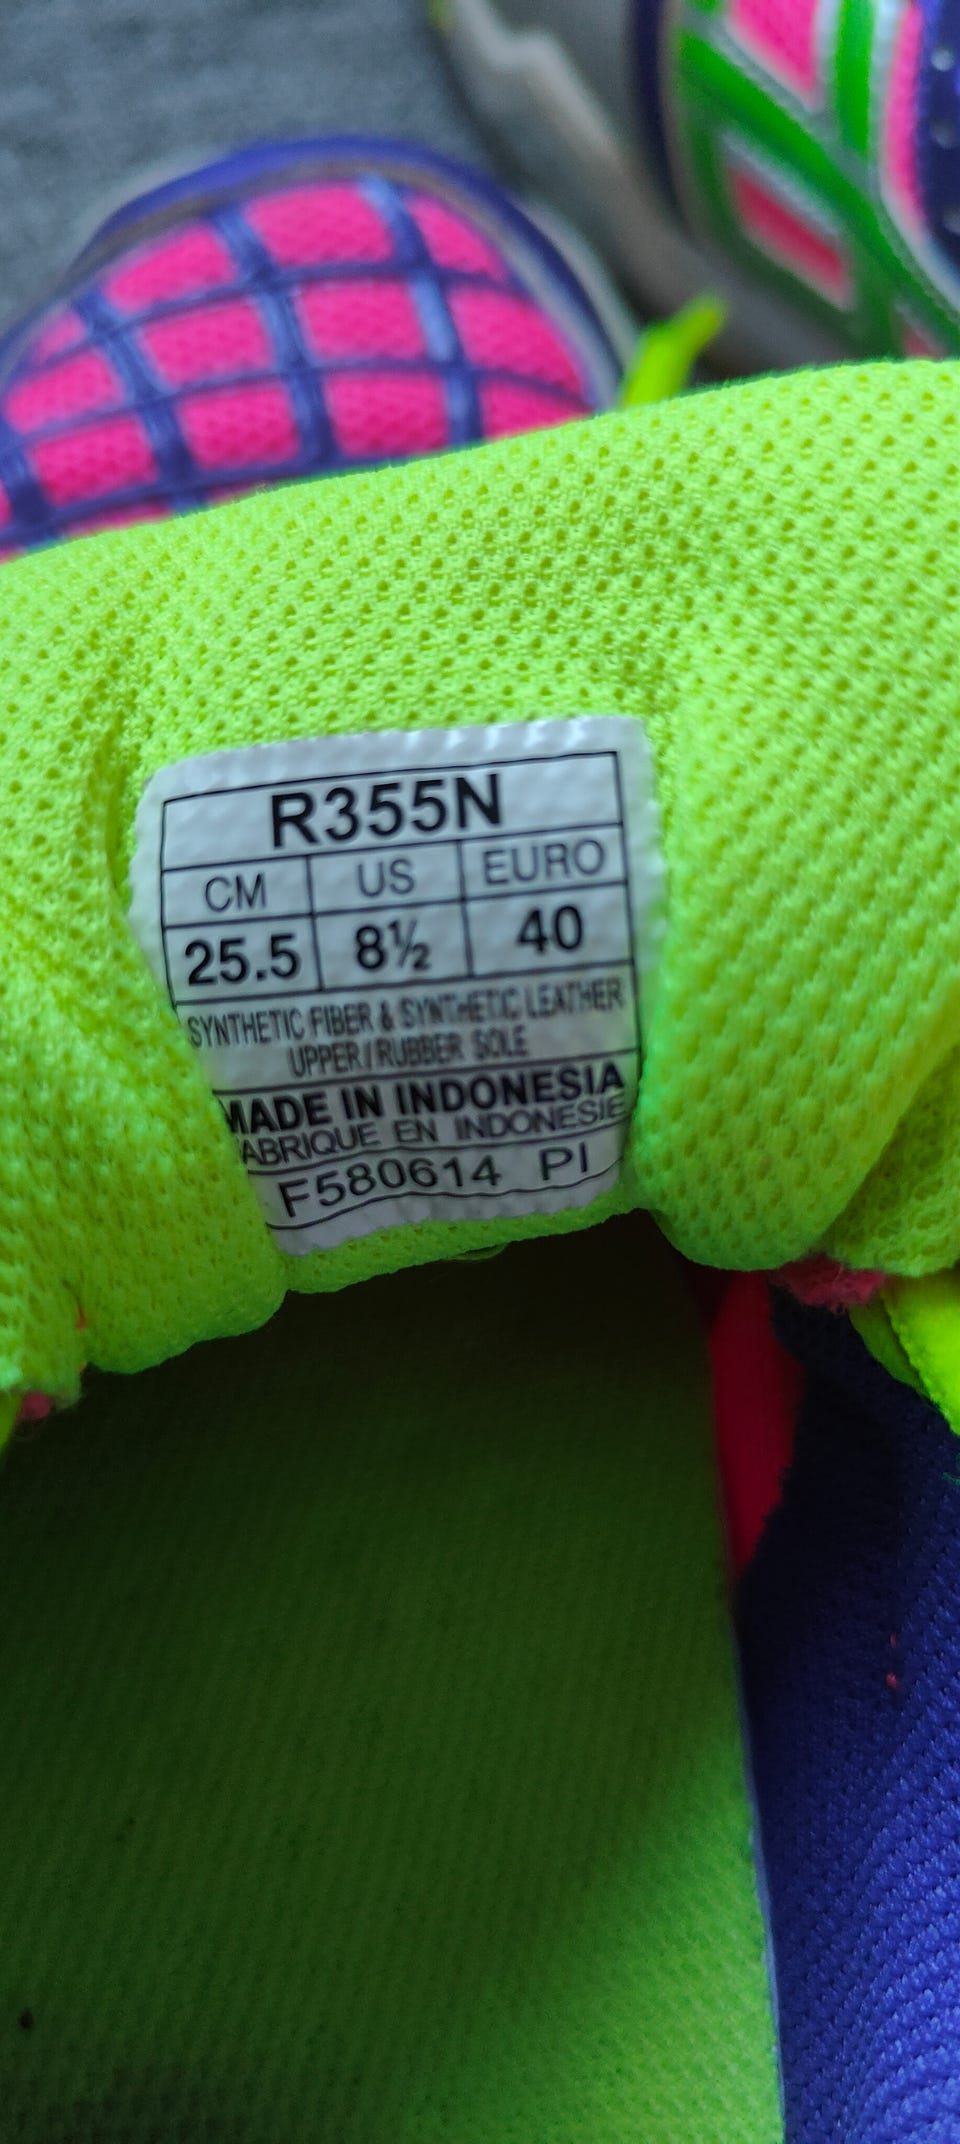 R355N
CM US EURO
25.5 8½ 40
SYNTHETIC FIBER & SYNTHETIC LEATHER
UPPER / RUBBER SOLE
MADE IN INDONESIA
FABRIQUE EN INDONESIE
F580614 PI